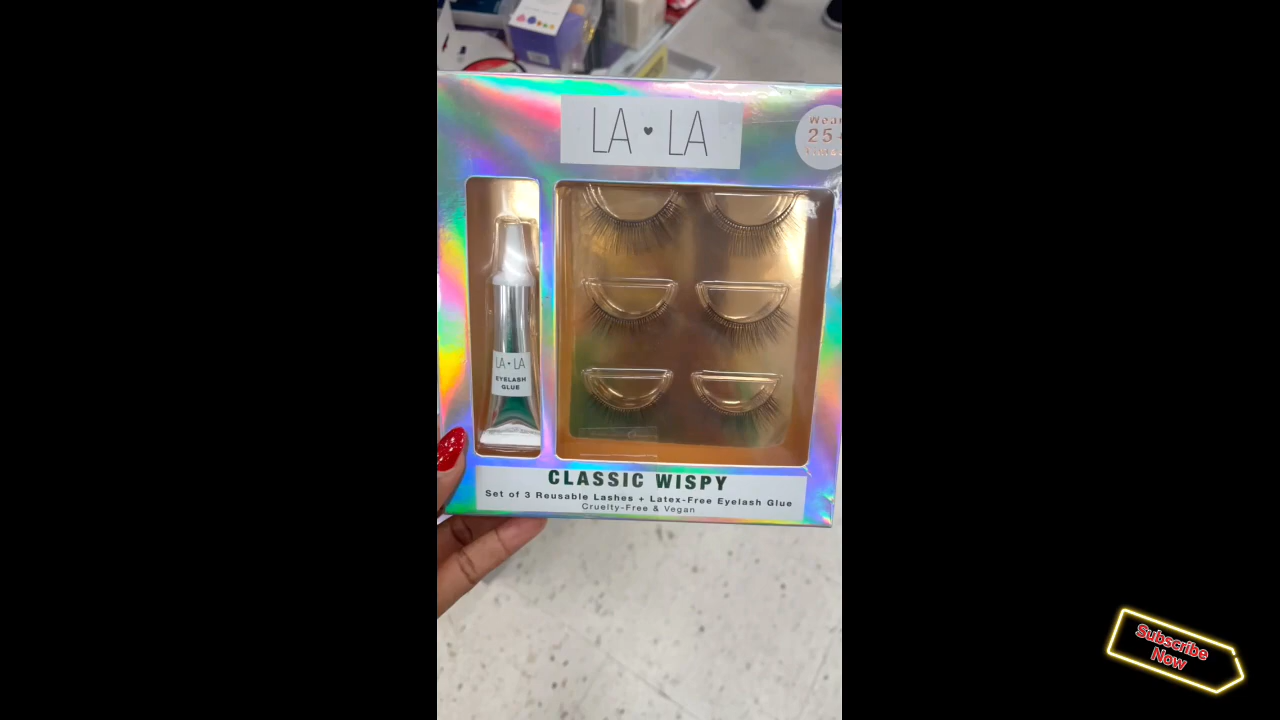 LA LA
Wear
25
LA · LA
EYELASH
GLUE
CLASSIC WISPY
Set of 3 Reusable Lashes + Latex-Free Eyelash Glue
Cruelty-Free & Vegan
Subscribe
Now